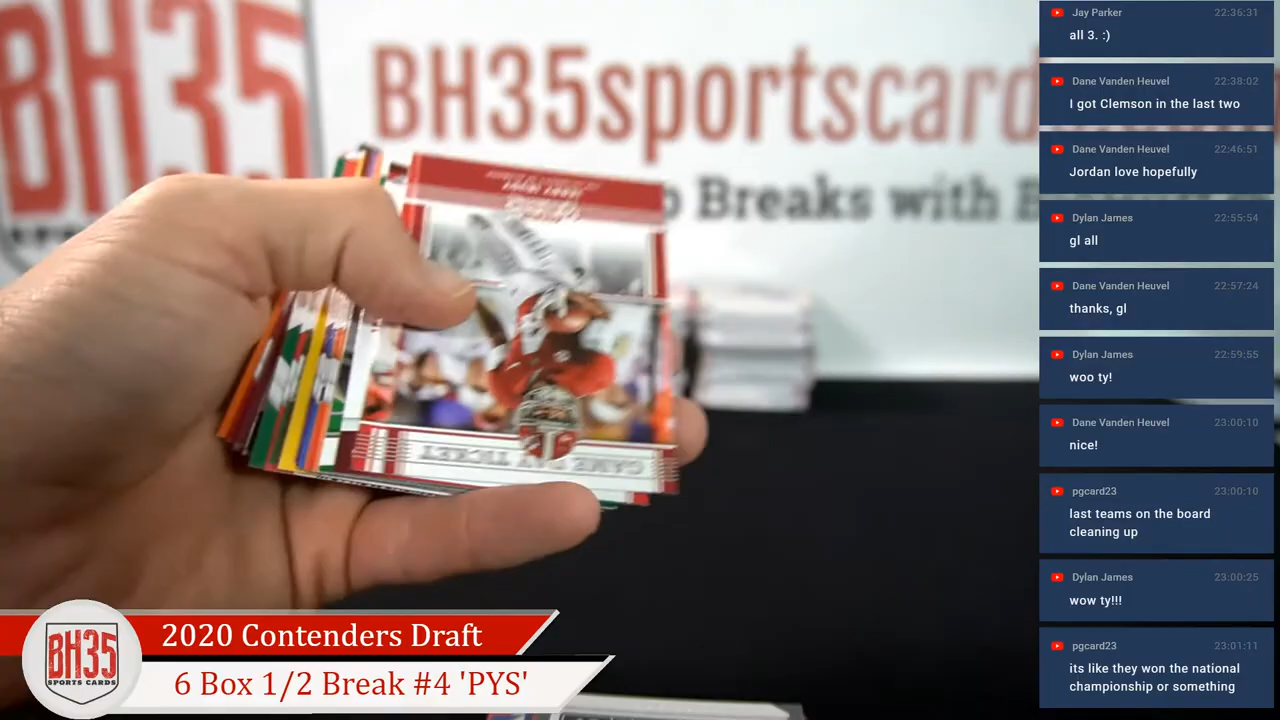 BH35
BH35sportscard
Breaks with
GAME DAY TICKET
BH35
SPORTS CARDS
2020 Contenders Draft
6 Box 1/2 Break #4 'PYS'
Jay Parker 22:36:31
all 3. :)
Dane Vanden Heuvel 22:38:02
I got Clemson in the last two
Dane Vanden Heuvel 22:46:51
Jordan love hopefully
Dylan James 22:55:54
gl all
Dane Vanden Heuvel 22:57:24
thanks, gl
Dylan James 22:59:55
woo ty!
Dane Vanden Heuvel 23:00:10
nice!
pgcard23 23:00:10
last teams on the board
cleaning up
Dylan James 23:00:25
wow ty!!!
pgcard23 23:01:11
its like they won the national
championship or something